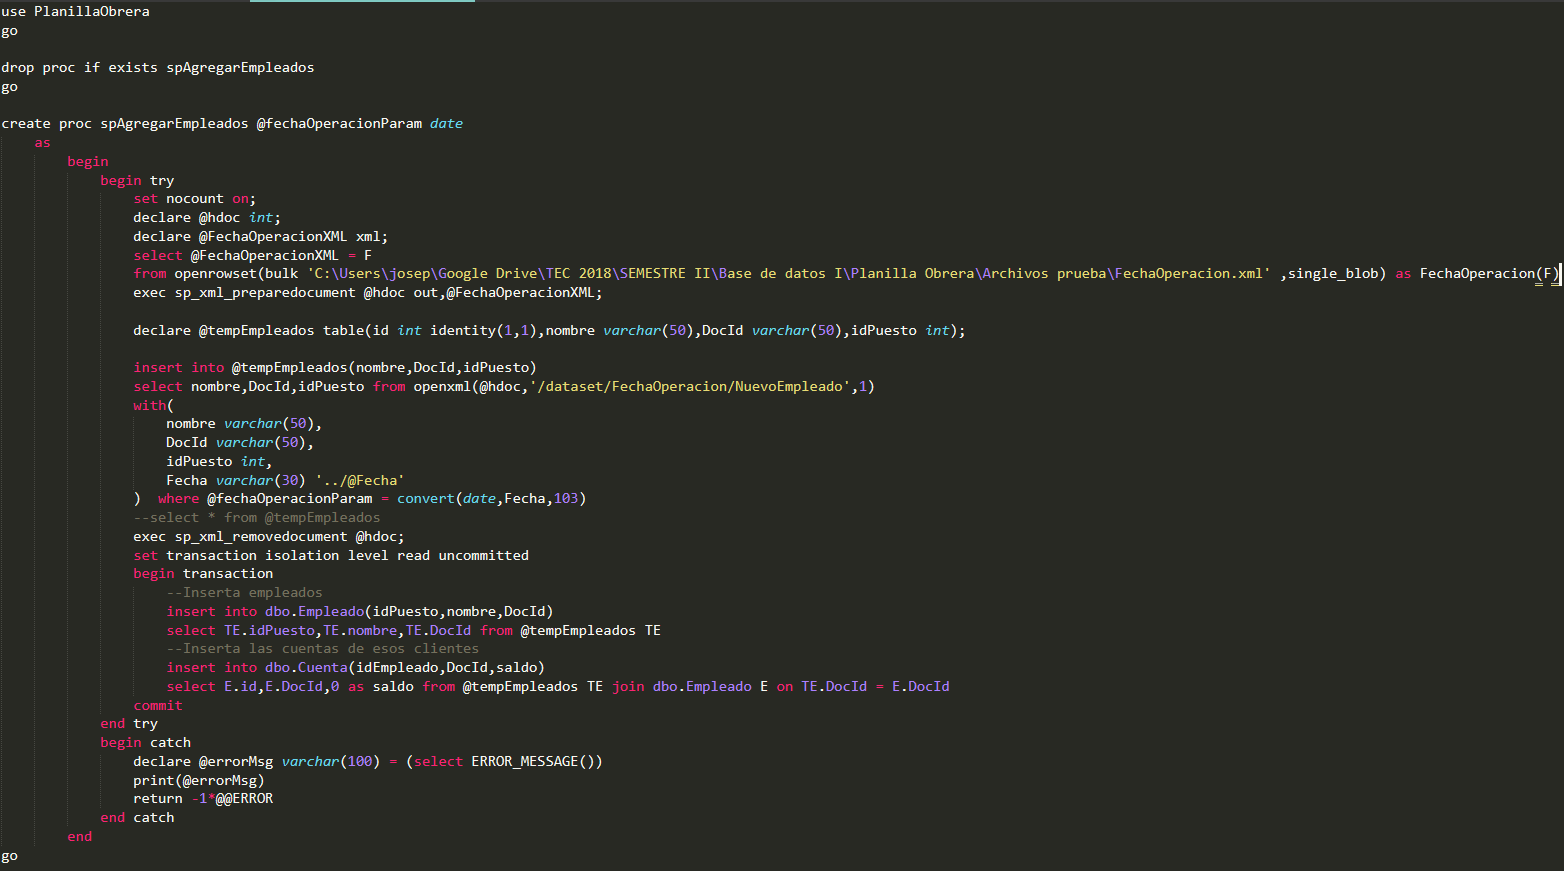 use PlanillaObrera
go
drop proc if exists spAgregarEmpleados
go
create proc spAgregarEmpleados @fechaOperacionParam date
as
begin
begin try
set nocount on;
declare @hdoc int;
declare @FechaOperacionXML xml;
select @FechaOperacionXML = F
from openrowset(bulk 'C:\Users\josep\Google Drive\TEC 2018\SEMESTRE II\Base de datos I\Planilla Obrera\Archivos prueba\FechaOperacion.xml' ,single_blob) as FechaOperacion(F)
exec sp_xml_preparedocument @hdoc out,@FechaOperacionXML;
declare @tempEmpleados table(id int identity(1,1),nombre varchar(50),DocId varchar(50),idPuesto int);
insert into @tempEmpleados(nombre,DocId,idPuesto)
select nombre,DocId,idPuesto from openxml(@hdoc,'/dataset/FechaOperacion/NuevoEmpleado',1)
with(
nombre varchar(50),
DocId varchar(50),
idPuesto int,
Fecha varchar(30) '../@Fecha'
)  where @fechaOperacionParam = convert(date,Fecha,103)
--select * from @tempEmpleados
exec sp_xml_removedocument @hdoc;
set transaction isolation level read uncommitted
begin transaction
--Inserta empleados
insert into dbo.Empleado(idPuesto,nombre,DocId)
select TE.idPuesto,TE.nombre,TE.DocId from @tempEmpleados TE
--Inserta las cuentas de esos clientes
insert into dbo.Cuenta(idEmpleado,DocId,saldo)
select E.id,E.DocId,0 as saldo from @tempEmpleados TE join dbo.Empleado E on TE.DocId = E.DocId
commit
end try
begin catch
declare @errorMsg varchar(100) = (select ERROR_MESSAGE())
print(@errorMsg)
return -1*@@ERROR
end catch
end
go